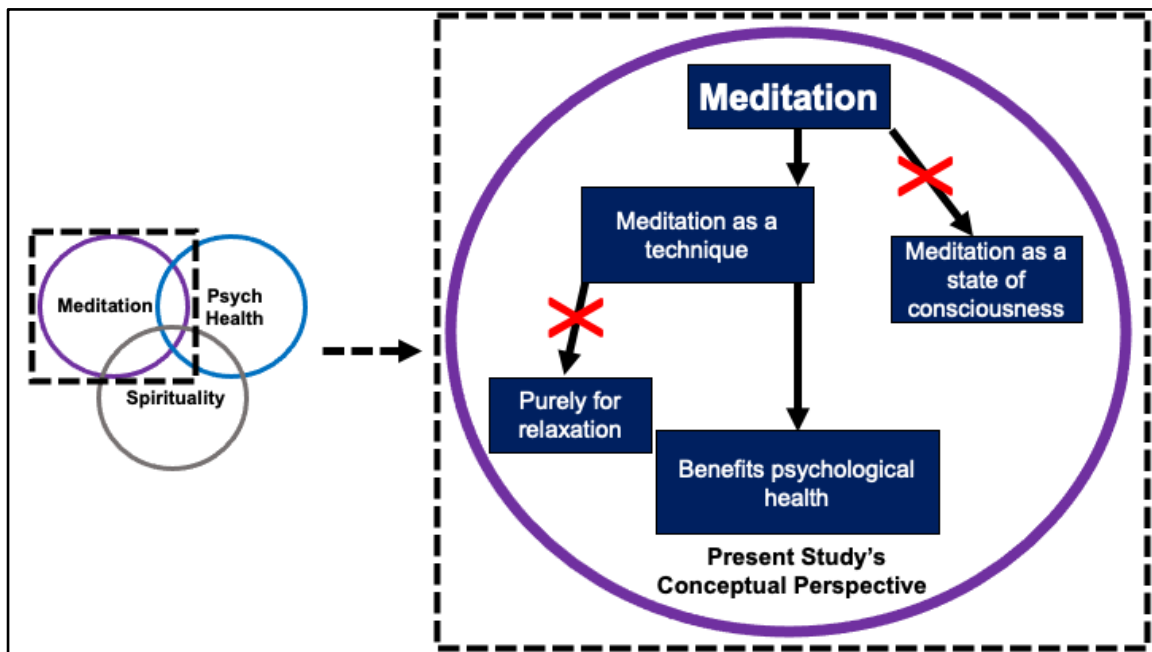 Meditation
Psych
Health
Spirituality
Meditation
Meditation as a
technique
Meditation as a
state of
consciousness
Purely for
relaxation
Benefits psychological
health
Present Study's
Conceptual Perspective